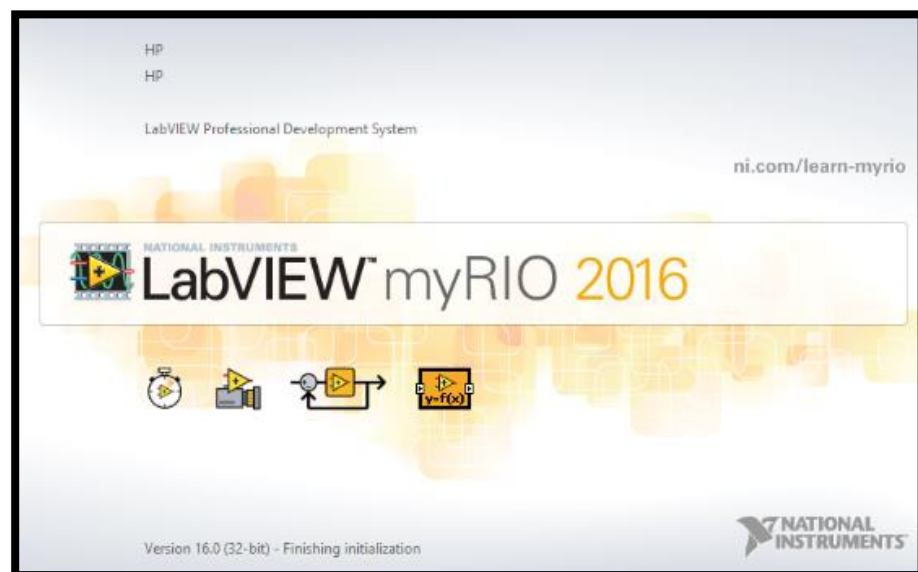 HP
HP
LabVIEW Professional Development System
ni.com/learn-myrio
NATIONAL INSTRUMENTS
LabVIEW™ myRIO 2016
y=f(x)
Version 16.0 (32-bit) - Finishing initialization
NATIONAL
INSTRUMENTS